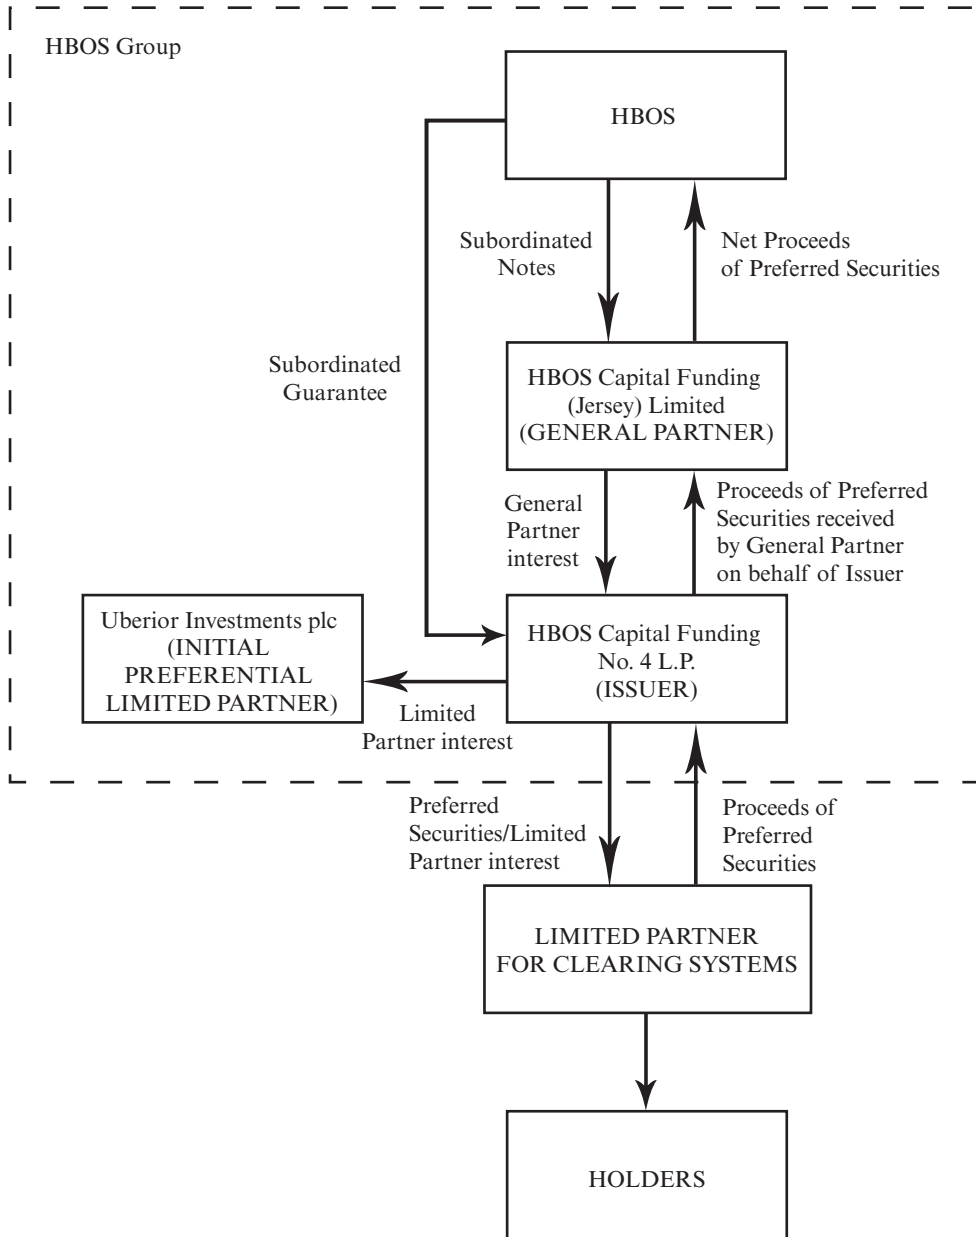 HBOS Group
HBOS
Subordinated
Notes
Net Proceeds
of Preferred Securities
Subordinated
Guarantee
HBOS Capital Funding
(Jersey) Limited
(GENERAL PARTNER)
General
Partner
interest
Proceeds of Preferred
Securities received
by General Partner
on behalf of Issuer
Uberior Investments plc
(INITIAL
PREFERENTIAL
LIMITED PARTNER)
HBOS Capital Funding
No. 4 L.P.
(ISSUER)
Limited
Partner interest
Preferred
Securities/Limited
Partner interest
Proceeds of
Preferred
Securities
LIMITED PARTNER
FOR CLEARING SYSTEMS
HOLDERS